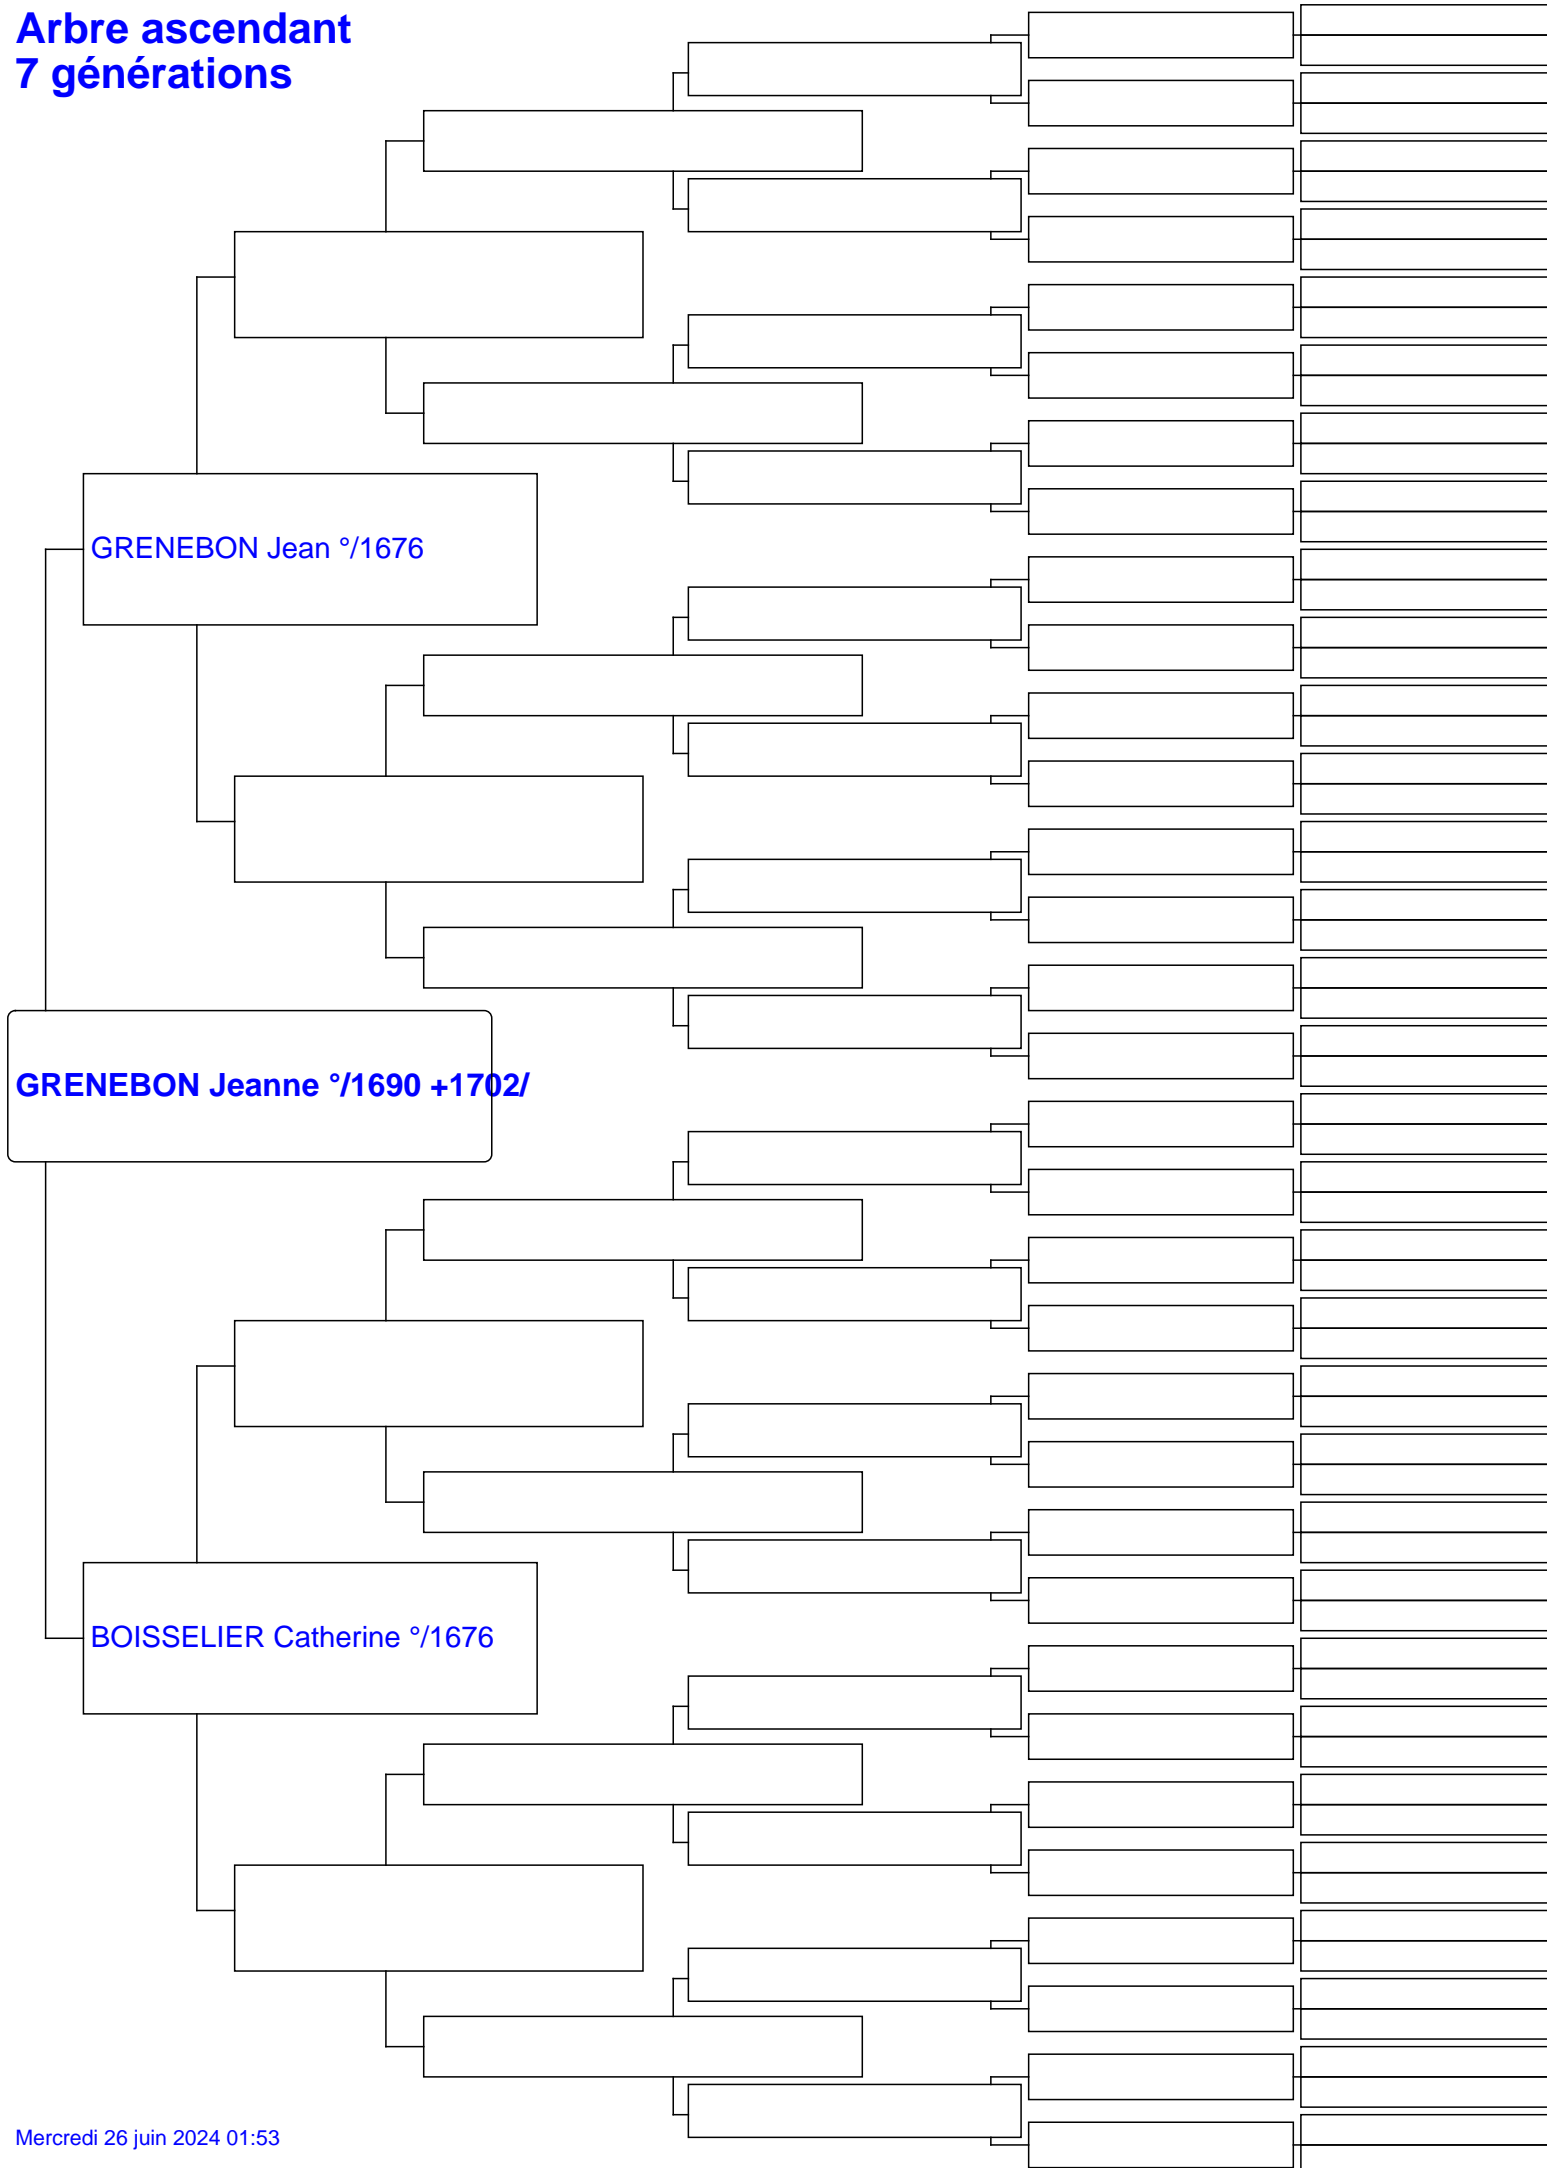 Arbre ascendant
7 générations
GRENEBON Jean °/1676
GRENEBON Jeanne °/1690 +1702/
BOISSELIER Catherine °/1676
Mercredi 26 juin 2024 01:53